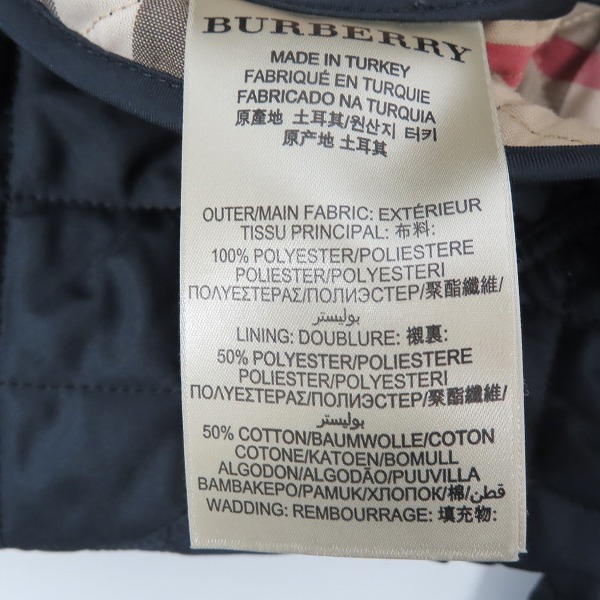 BURBERRY
MADE IN TURKEY
FABRIQUÉ EN TURQUIE
FABRICADO NA TURQUIA
原產地 土耳其/원산지 터키
原产地 土耳其
OUTER/MAIN FABRIC: EXTÉRIEUR
TISSU PRINCIPAL: 布料:
100% POLYESTER/POLIESTERE
POLIESTER/POLYESTERI
ΠΟΛΥΕΣΤΕΡΑΣ/ПОЛИЭСТЕР/聚酯纖維/
بوليستر
LINING: DOUBLURE: 襯裏:
50% POLYESTER/POLIESTERE
POLIESTER/POLYESTERI
ΠΟΛΥΕΣΤΕΡΑΣ/ПОЛИЭСТЕР/聚酯纖維/
بوليستر
50% COTTON/BAUMWOLLE/COTON
COTONE/KATOEN/BOMULL
ALGODON/ALGODÃO/PUUVILLA
ΒΑΜΒΑΚΕΡΟ/PAMUK/ХЛОПОК/棉/قطن/
WADDING: REMBOURRAGE: 填充物: